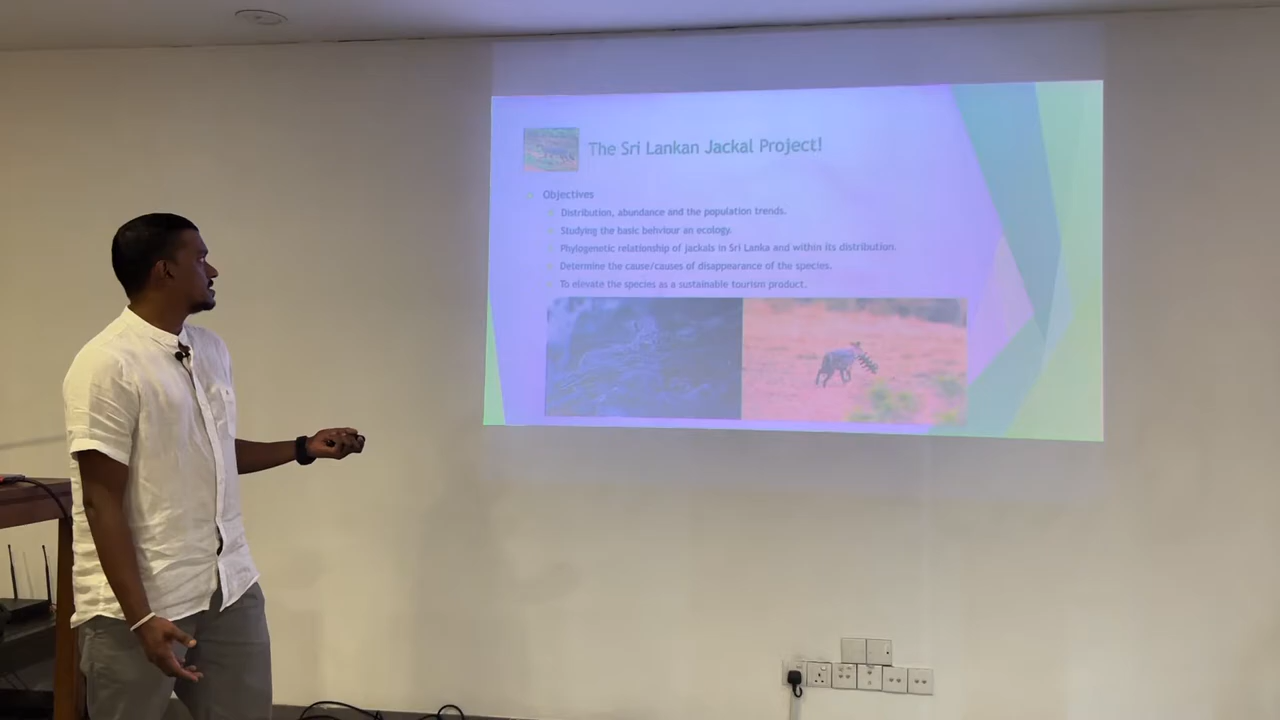 The Sri Lankan Jackal Project!
Objectives
Distribution, abundance and the population trends.
Studying the basic behviour an ecology.
Phylogenetic relationship of jackals in Sri Lanka and within its distribution.
Determine the cause/causes of disappearance of the species.
To elevate the species as a sustainable tourism product.